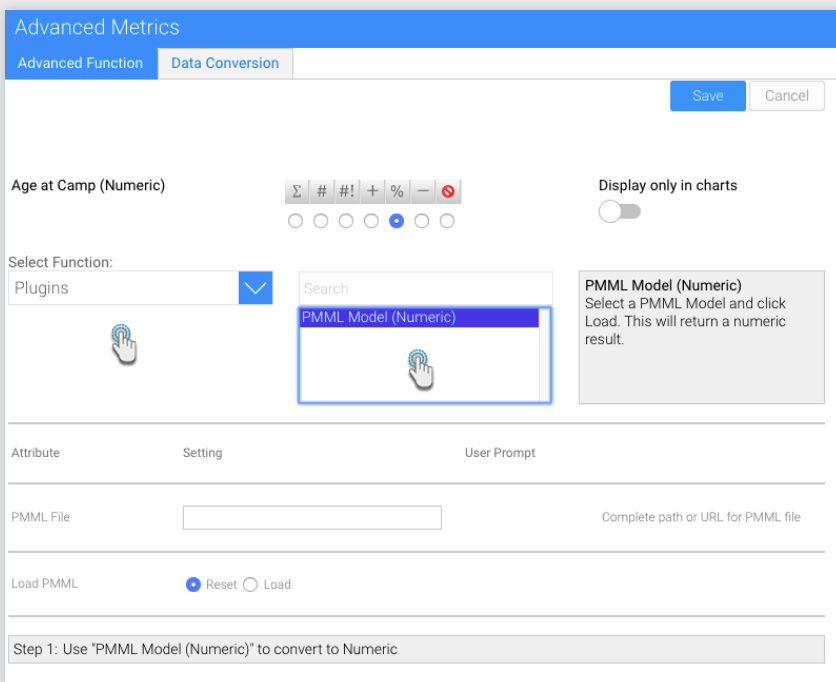 Advanced Metrics
Advanced Function
Data Conversion
Save
Cancel
Age at Camp (Numeric)
Σ # #! + % −
Display only in charts
Select Function:
Plugins
Search
PMML Model (Numeric)
PMML Model (Numeric)
Select a PMML Model and click
Load. This will return a numeric
result.
Attribute
Setting
User Prompt
PMML File
Complete path or URL for PMML file
Load PMML
Reset
Load
Step 1: Use "PMML Model (Numeric)" to convert to Numeric